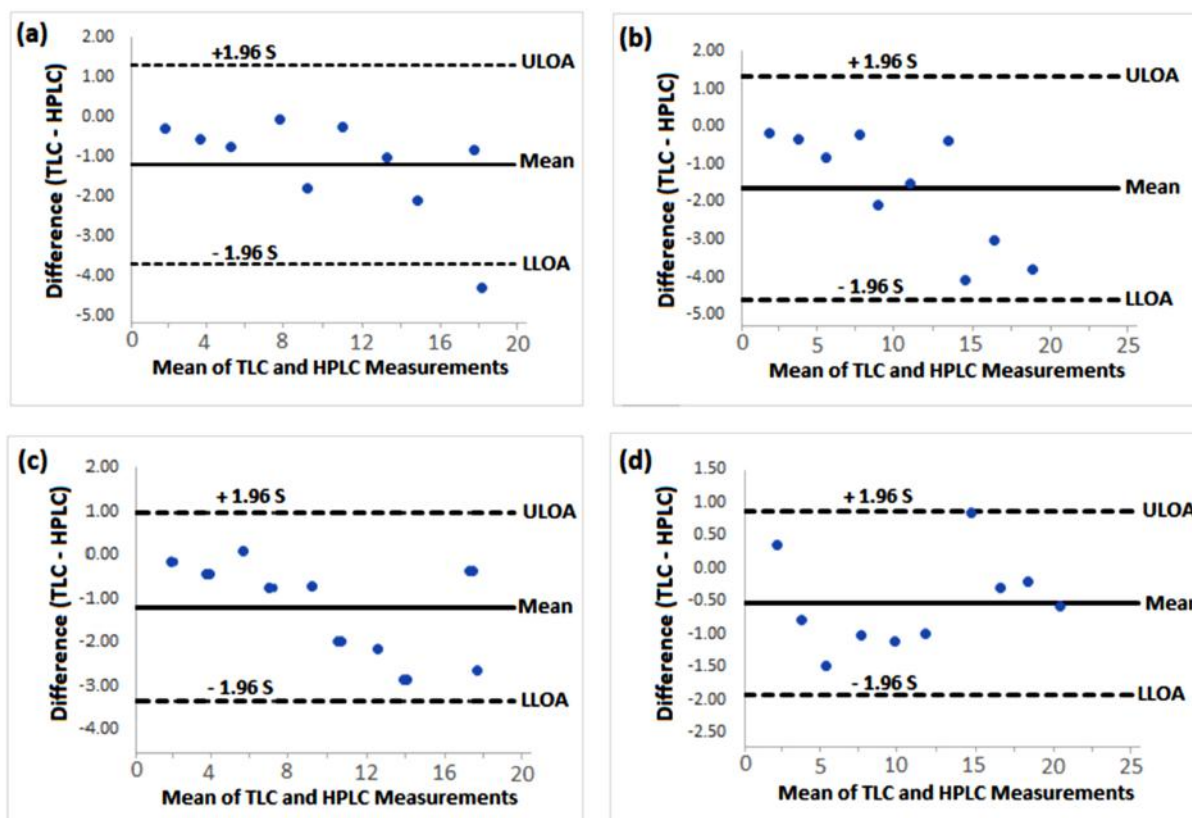 (a)
Difference (TLC - HPLC)
2.00
+1.96 S
ULOA
1.00
0.00
-1.00
Mean
-2.00
-3.00
- 1.96 S
LLOA
-4.00
-5.00
0 4 8 12 16 20
Mean of TLC and HPLC Measurements
(b)
Difference (TLC - HPLC)
2.00
+ 1.96 S
ULOA
1.00
0.00
-1.00
Mean
-2.00
-3.00
-4.00
- 1.96 S
LLOA
-5.00
0 5 10 15 20 25
Mean of TLC and HPLC Measurements
(c)
Difference (TLC - HPLC)
2.00
+ 1.96 S
1.00
ULOA
0.00
-1.00
Mean
-2.00
-3.00
- 1.96 S
LLOA
-4.00
0 4 8 12 16 20
Mean of TLC and HPLC Measurements
(d)
Difference (TLC - HPLC)
1.50
+ 1.96 S
1.00
ULOA
0.50
0.00
-0.50
Mean
-1.00
-1.50
- 1.96 S
-2.00
LLOA
-2.50
0 5 10 15 20 25
Mean of TLC and HPLC Measurements